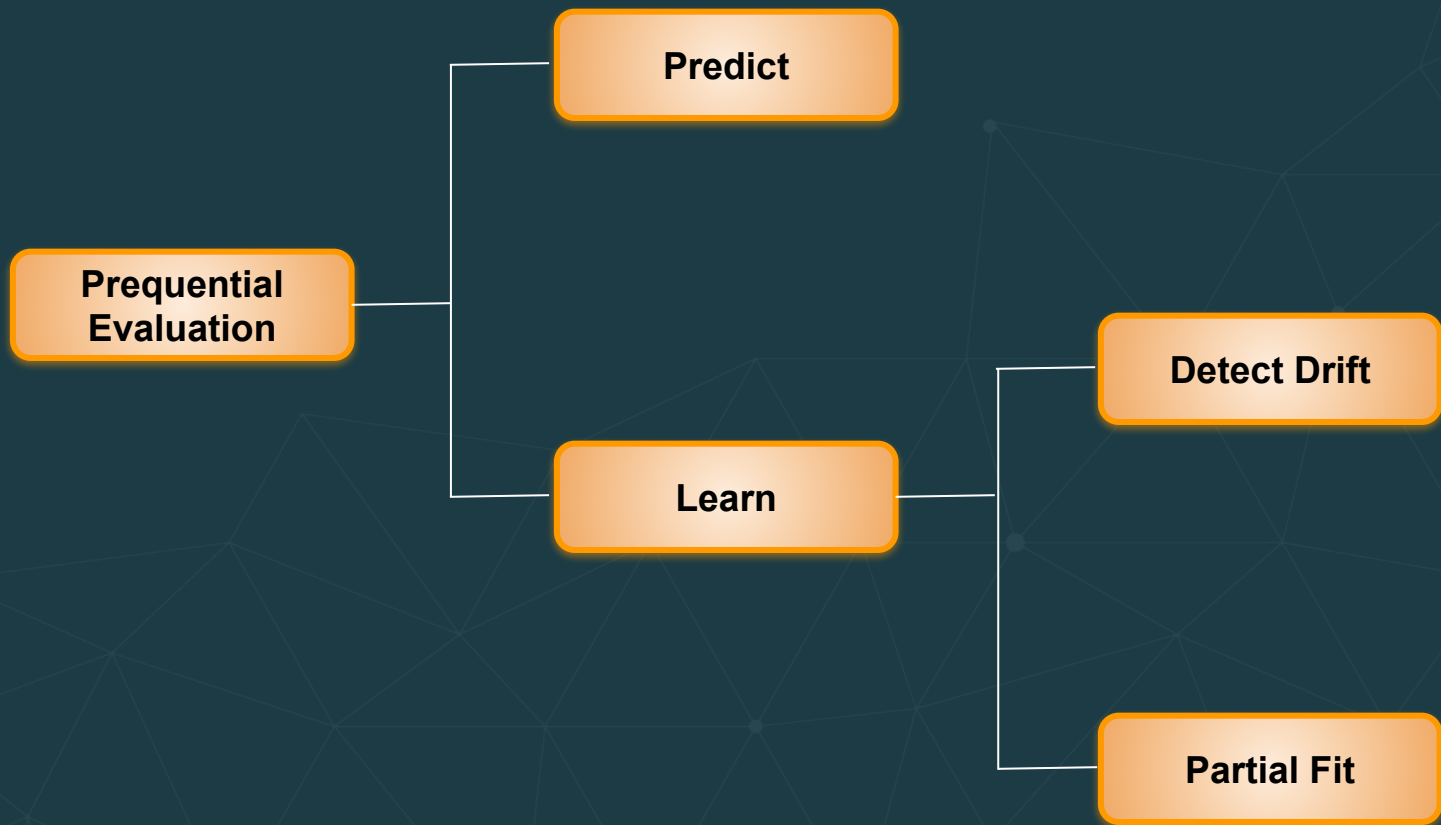 Predict
Prequential
Evaluation
Detect Drift
Learn
Partial Fit